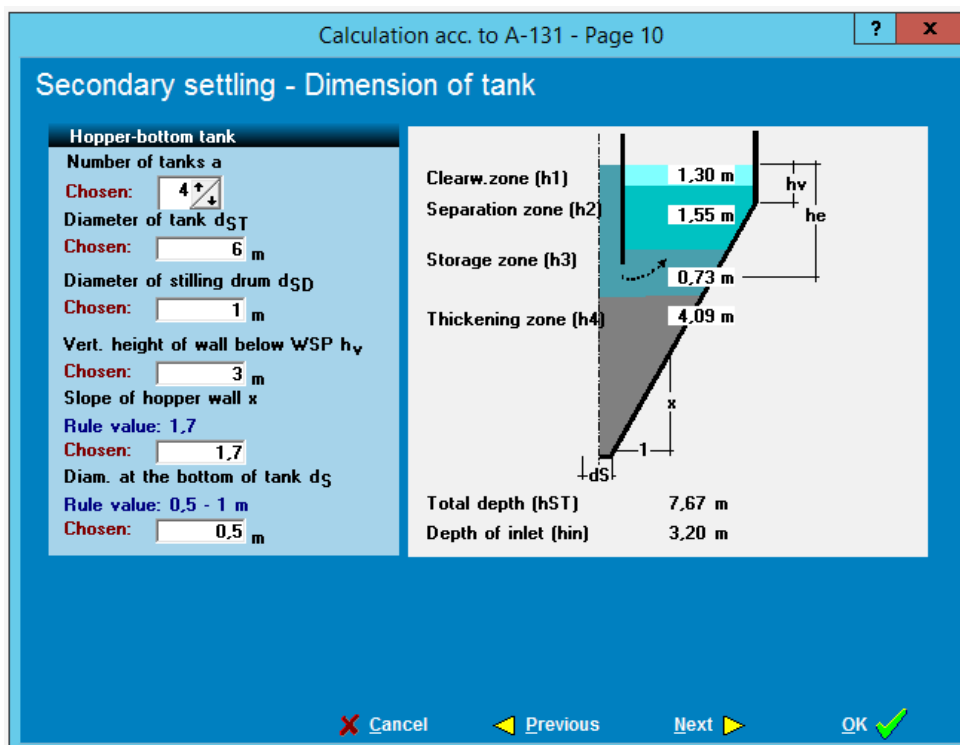 Calculation acc. to A-131 - Page 10
? x
Secondary settling - Dimension of tank
Hopper-bottom tank
Number of tanks a
Chosen: 4
Diameter of tank dST
Chosen: 6 m
Diameter of stilling drum dSD
Chosen: 1 m
Vert. height of wall below WSP hv
Chosen: 3 m
Slope of hopper wall x
Rule value: 1,7
Chosen: 1,7
Diam. at the bottom of tank dS
Rule value: 0,5 - 1 m
Chosen: 0,5 m
Clearw.zone (h1) 1,30 m
hv
Separation zone (h2) 1,55 m
he
Storage zone (h3) 0,73 m
Thickening zone (h4) 4,09 m
x
1
dS
Total depth (hST) 7,67 m
Depth of inlet (hin) 3,20 m
Cancel Previous Next OK